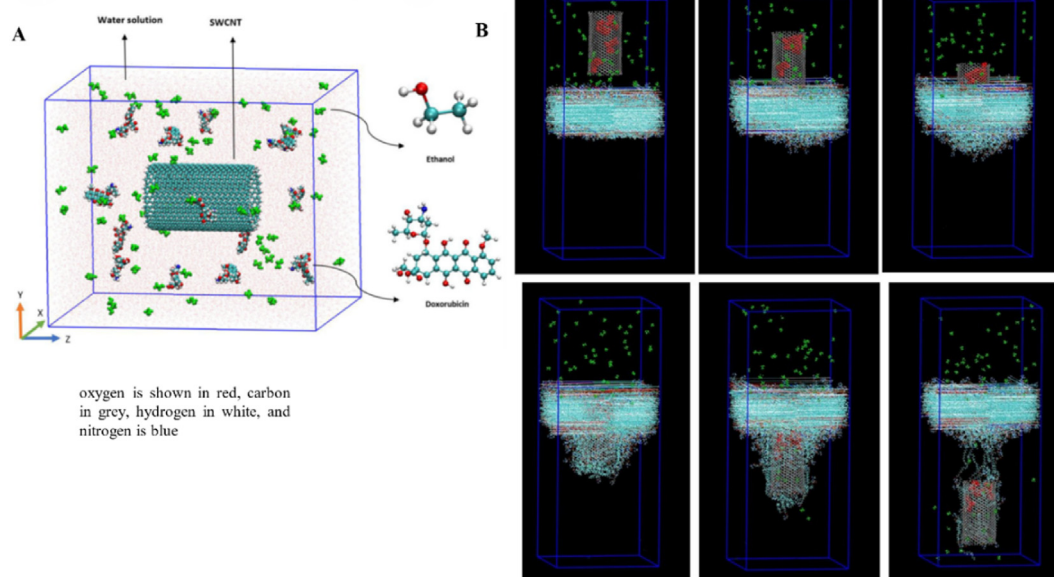 A
Water solution
SWCNT
B
Ethanol
Doxorubicin
Y
X
Z
oxygen is shown in red, carbon
in grey, hydrogen in white, and
nitrogen is blue